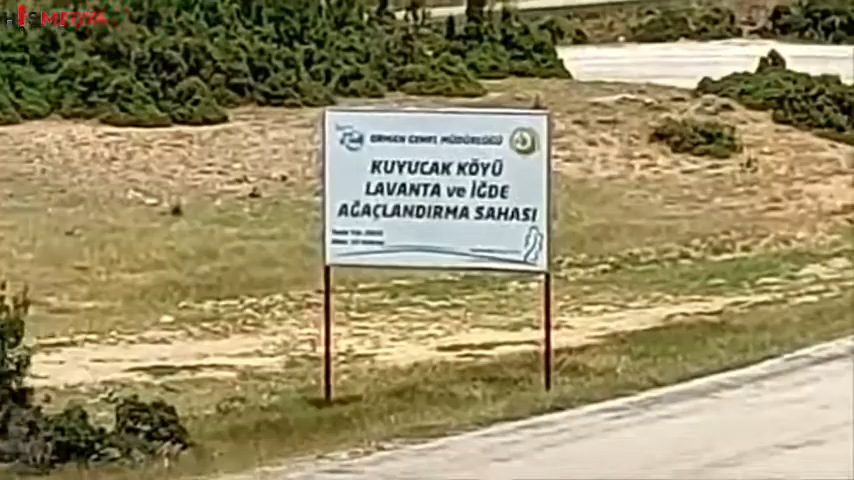 MEDYA
ORMAN GENEL MÜDÜRLÜĞÜ
KUYUCAK KÖYÜ
LAVANTA ve İĞDE
AĞAÇLANDIRMA SAHASI